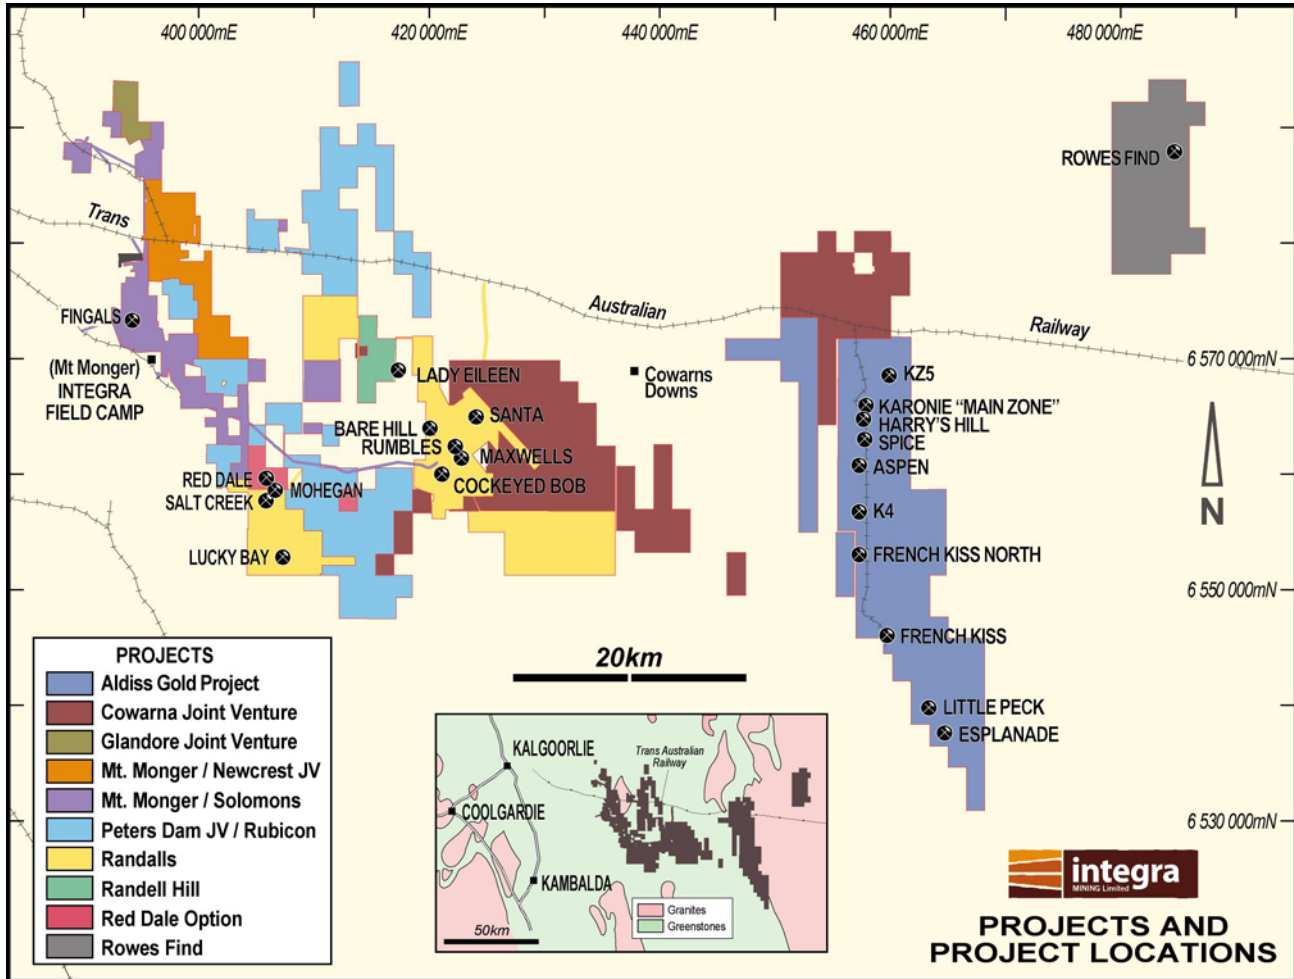 400 000mE
420 000mE
440 000mE
460 000mE
480 000mE
ROWES FIND
Trans
Australian
Railway
FINGALS
6 570 000mN
(Mt Monger)
INTEGRA
FIELD CAMP
LADY EILEEN
Cowarns
Downs
KZ5
KARONIE "MAIN ZONE"
SANTA
HARRY'S HILL
BARE HILL
SPICE
RUMBLES
MAXWELLS
ASPEN
RED DALE
MOHEGAN
COCKEYED BOB
SALT CREEK
K4
N
LUCKY BAY
FRENCH KISS NORTH
6 550 000mN
FRENCH KISS
PROJECTS
Aldiss Gold Project
Cowarna Joint Venture
Glandore Joint Venture
Mt. Monger / Newcrest JV
Mt. Monger / Solomons
Peters Dam JV / Rubicon
Randalls
Randell Hill
Red Dale Option
Rowes Find
20km
LITTLE PECK
ESPLANADE
KALGOORLIE
Trans Australian
Railway
COOLGARDIE
KAMBALDA
Granites
Greenstones
50km
6 530 000mN
integra
MINING Limited
PROJECTS AND
PROJECT LOCATIONS